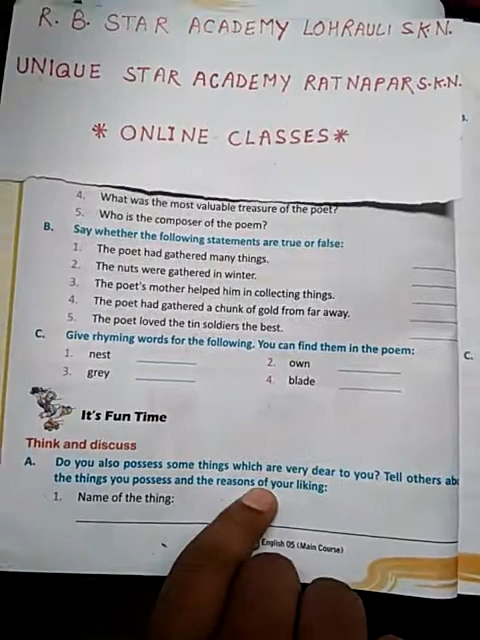 R. B. STAR ACADEMY LOHRAULI S.K.N.
UNIQUE STAR ACADEMY RATNAPAR S.K.N.
* ONLINE CLASSES *
4. What was the most valuable treasure of the poet?
5. Who is the composer of the poem?
B. Say whether the following statements are true or false:
1. The poet had gathered many things.
2. The nuts were gathered in winter.
3. The poet's mother helped him in collecting things.
4. The poet had gathered a chunk of gold from far away.
5. The poet loved the tin soldiers the best.
C. Give rhyming words for the following. You can find them in the poem:
1. nest 2. own
3. grey 4. blade
It's Fun Time
Think and discuss
A. Do you also possess some things which are very dear to you? Tell others
the things you possess and the reasons of your liking:
1. Name of the thing:
English 05 (Main Course)
C.